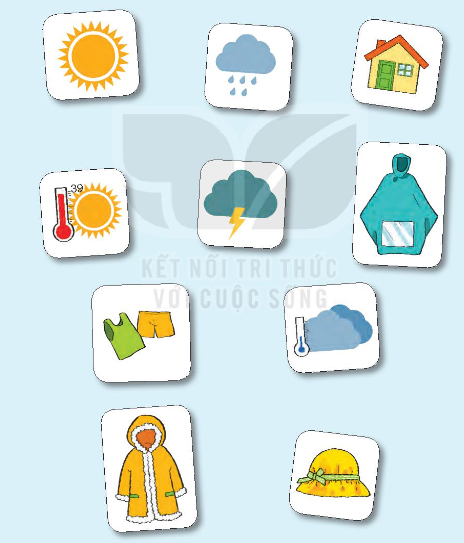 39
KẾT NỐI TRI THỨC
VỚI CUỘC SỐNG